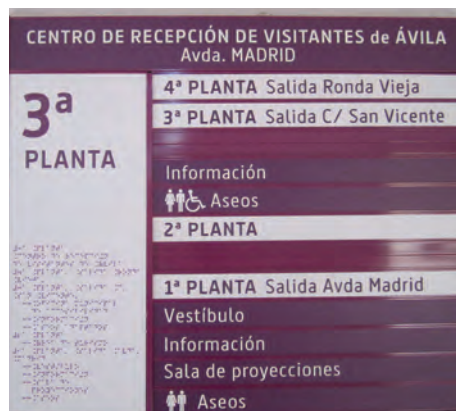 CENTRO DE RECEPCIÓN DE VISITANTES de ÁVILA
Avda. MADRID
3ª
PLANTA
4ª PLANTA Salida Ronda Vieja
3ª PLANTA Salida C/ San Vicente
Información
Aseos
2ª PLANTA
1ª PLANTA Salida Avda Madrid
Vestíbulo
Información
Sala de proyecciones
Aseos